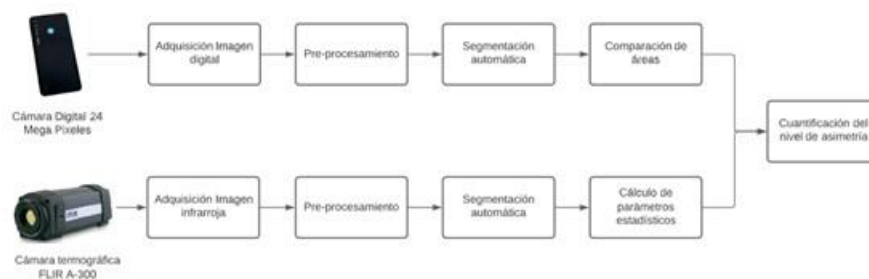 Adquisición Imagen
digital
Pre-procesamiento
Segmentación
automática
Comparación de
áreas
Cámara Digital 24
Mega Píxeles
Cuantificación del
nivel de asimetría
Adquisición Imagen
infrarroja
Pre-procesamiento
Segmentación
automática
Cálculo de
parámetros
estadísticos
Cámara termográfica
FLIR A-300